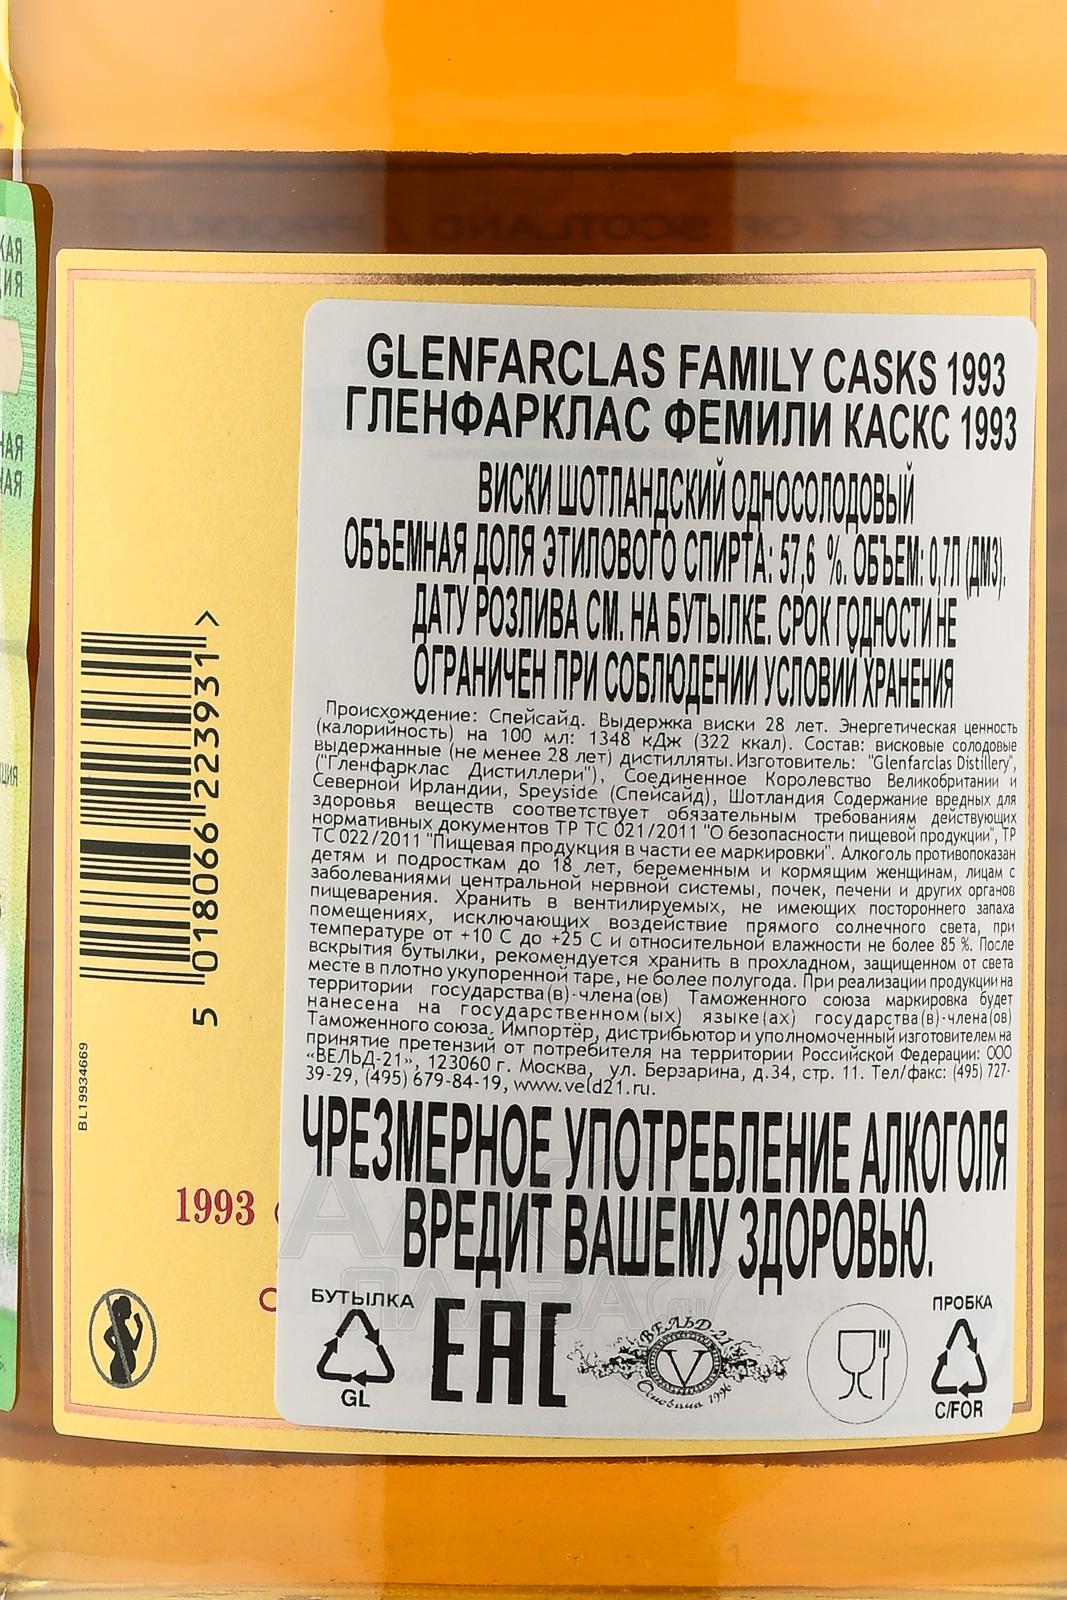 GLENFARCLAS FAMILY CASKS 1993
ГЛЕНФАРКЛАС ФЕМИЛИ КАСКС 1993
ВИСКИ ШОТЛАНДСКИЙ ОДНОСОЛОДОВЫЙ
ОБЪЕМНАЯ ДОЛЯ ЭТИЛОВОГО СПИРТА: 57,6 %. ОБЪЕМ: 0,7Л (ДМ3).
ДАТУ РОЗЛИВА СМ. НА БУТЫЛКЕ. СРОК ГОДНОСТИ НЕ
ОГРАНИЧЕН ПРИ СОБЛЮДЕНИИ УСЛОВИЙ ХРАНЕНИЯ
Происхождение: Спейсайд. Выдержка виски 28 лет. Энергетическая ценность
(калорийность) на 100 мл: 1348 кДж (322 ккал). Состав: висковые солодовые
выдержанные (не менее 28 лет) дистилляты. Изготовитель: "Glenfarclas Distillery",
("Гленфарклас Дистиллери"), Соединенное Королевство Великобритании и
Северной Ирландии, Speyside (Спейсайд), Шотландия Содержание вредных для
здоровья веществ соответствует обязательным требованиям действующих
нормативных документов ТР ТС 021/2011 "О безопасности пищевой продукции", ТР
ТС 022/2011 "Пищевая продукция в части ее маркировки". Алкоголь противопоказан
детям и подросткам до 18 лет, беременным и кормящим женщинам, лицам с
заболеваниями центральной нервной системы, почек, печени и других органов
пищеварения. Хранить в вентилируемых, не имеющих постороннего запаха
помещениях, исключающих воздействие прямого солнечного света, при
температуре от +10 С до +25 С и относительной влажности не более 85 %. После
вскрытия бутылки, рекомендуется хранить в прохладном, защищенном от света
месте в плотно укупоренной таре, не более полугода. При реализации продукции на
территории государства(в)-члена(ов) Таможенного союза маркировка будет
нанесена на государственном(ых) языке(ах) государства(в)-члена(ов)
Таможенного союза. Импортёр, дистрибьютор и уполномоченный изготовителем на
принятие претензий от потребителя на территории Российской Федерации: ООО
«ВЕЛЬД-21», 123060 г. Москва, ул. Берзарина, д.34, стр. 11. Тел/факс: (495) 727-
39-29, (495) 679-84-19, www.veld21.ru.
ЧРЕЗМЕРНОЕ УПОТРЕБЛЕНИЕ АЛКОГОЛЯ
ВРЕДИТ ВАШЕМУ ЗДОРОВЬЮ.
БУТЫЛКА
GL
EAC
ВЕЛЬД-21
V
Основана 1996
ПРОБКА
C/FOR
5 018066 223931 >
BL19934669
1993
АЛКО
ПЛАЗА
.ru